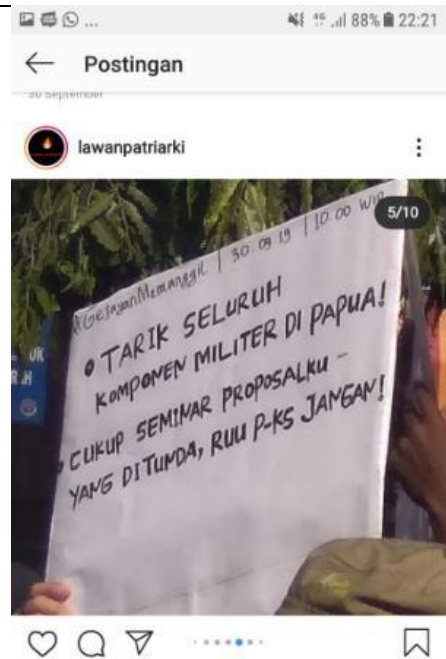 ... 4G 88% 22:21
Postingan
30 September
lawanpatriarki
5/10
#GejayanMemanggil | 30 09 19 | 10.00 WIB
• TARIK SELURUH
KOMPONEN MILITER DI PAPUA!
• CUKUP SEMINAR PROPOSALKU -
YANG DITUNDA, RUU P-KS JANGAN!